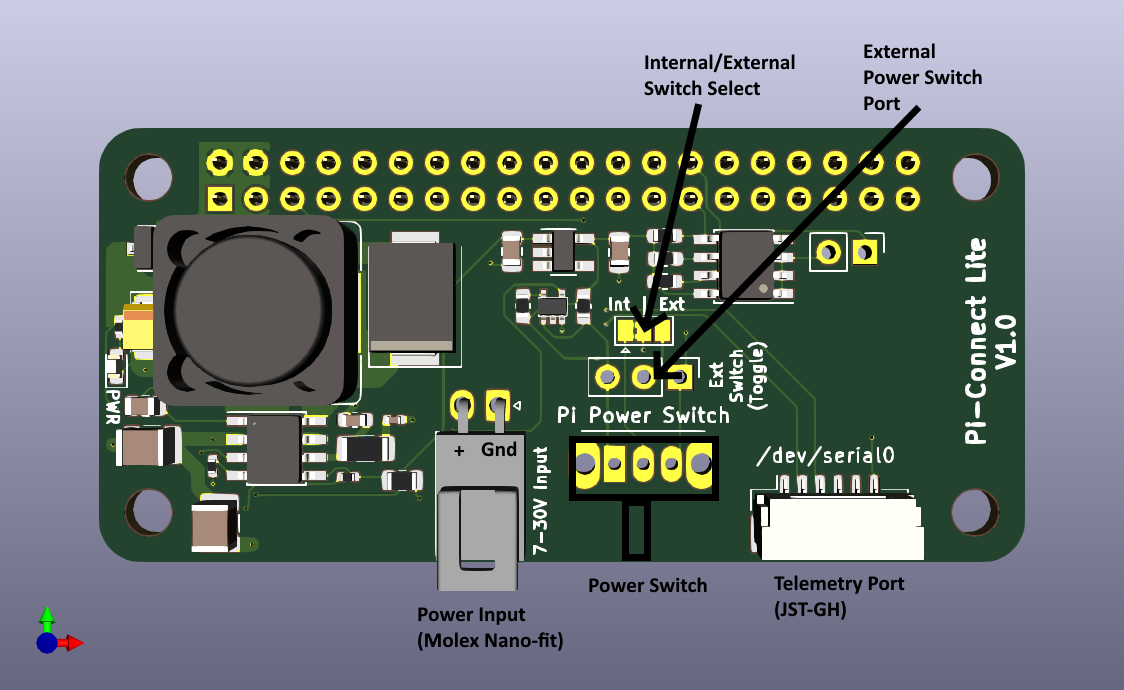 Internal/External
Switch Select
External
Power Switch
Port
Int | Ext
Ext
Switch
(Toggle)
Pi-Connect Lite
V1.0
PWR
Pi Power Switch
+ Gnd
7-30V Input
/dev/serial0
Power Input
(Molex Nano-fit)
Power Switch
Telemetry Port
(JST-GH)